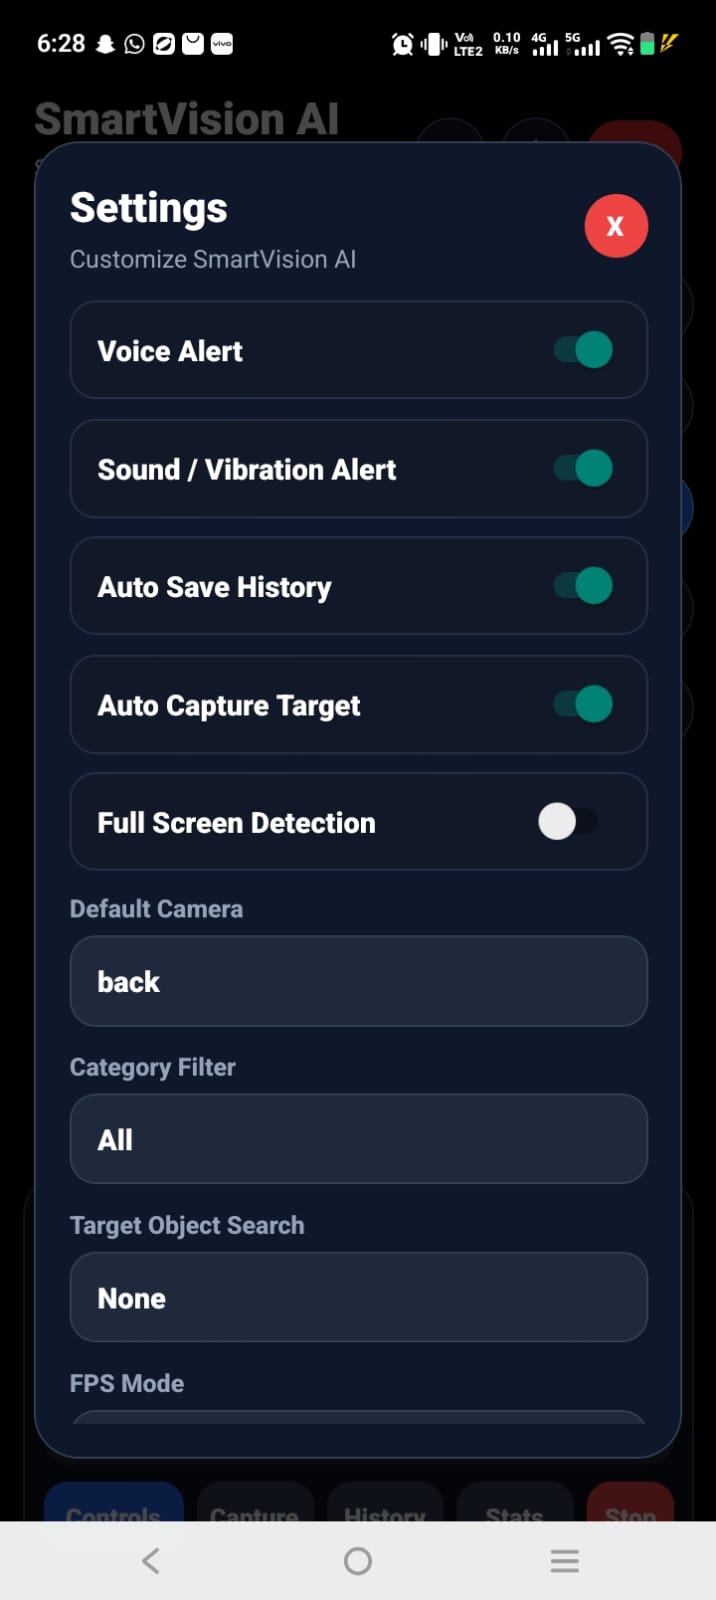 6:28
vivo
Vo)) LTE2
0.10 KB/s
4G
5G
SmartVision AI
Settings
X
Customize SmartVision AI
Voice Alert
Sound / Vibration Alert
Auto Save History
Auto Capture Target
Full Screen Detection
Default Camera
back
Category Filter
All
Target Object Search
None
FPS Mode
Controls
Capture
History
Stats
Stop